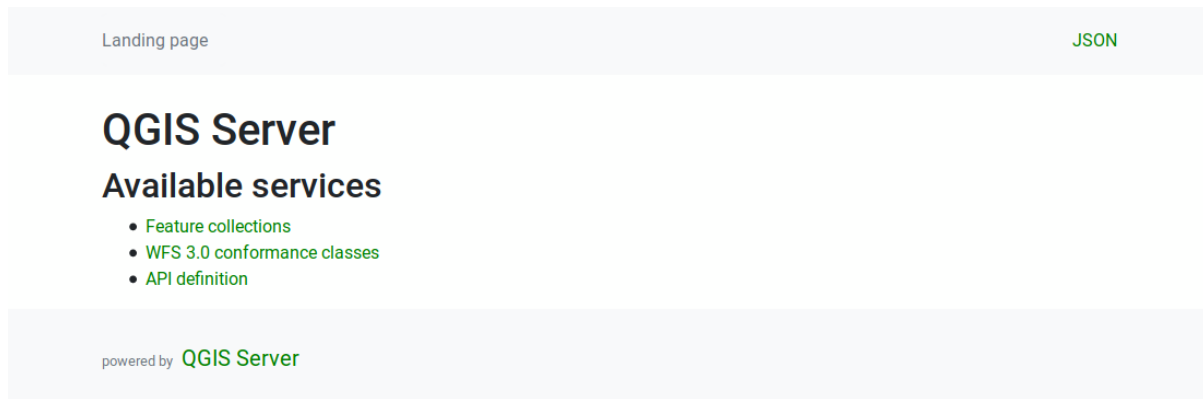 Landing page JSON
QGIS Server
Available services
Feature collections
WFS 3.0 conformance classes
API definition
powered by QGIS Server